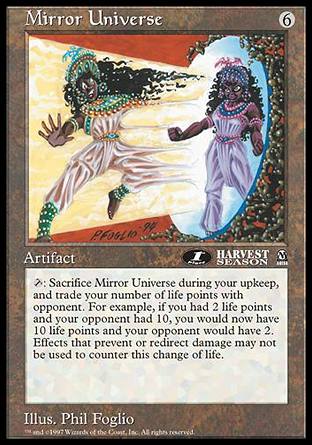 Mirror Universe 6
P. FOGLIO-94
Artifact
HARVEST
SEASON
: Sacrifice Mirror Universe during your upkeep,
and trade your number of life points with
opponent. For example, if you had 2 life points
and your opponent had 10, you would now have
10 life points and your opponent would have 2.
Effects that prevent or redirect damage may
not be used to counter this change of life.
Illus. Phil Foglio
™ and ©1997 Wizards of the Coast, Inc. All rights reserved.